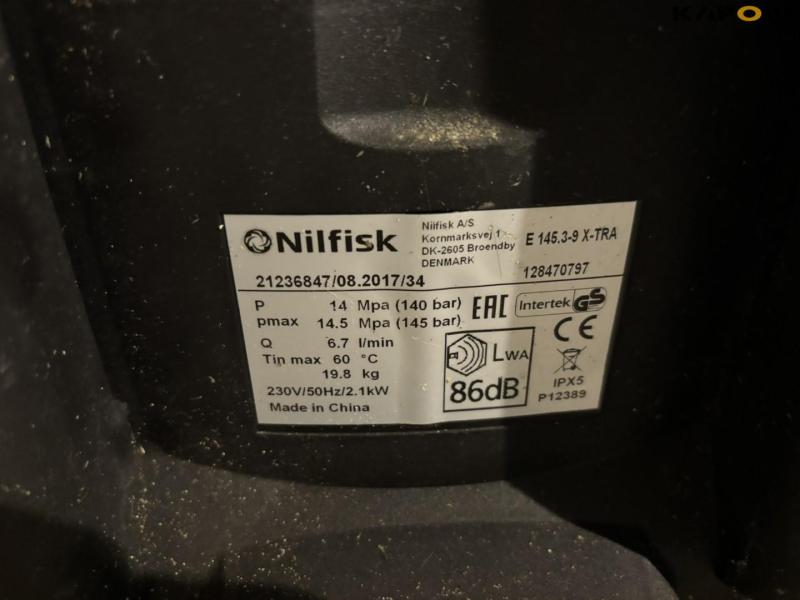 Nilfisk
Nilfisk A/S
Kornmarksvej 1
DK-2605 Broendby
DENMARK
E 145.3-9 X-TRA
21236847/08.2017/34
128470797
P 14 Mpa (140 bar)
pmax 14.5 Mpa (145 bar)
Q 6.7 l/min
Tin max 60 °C
19.8 kg
230V/50Hz/2.1kW
Made in China
EAC
Intertek GS
CE
LWA
86dB
IPX5
P12389